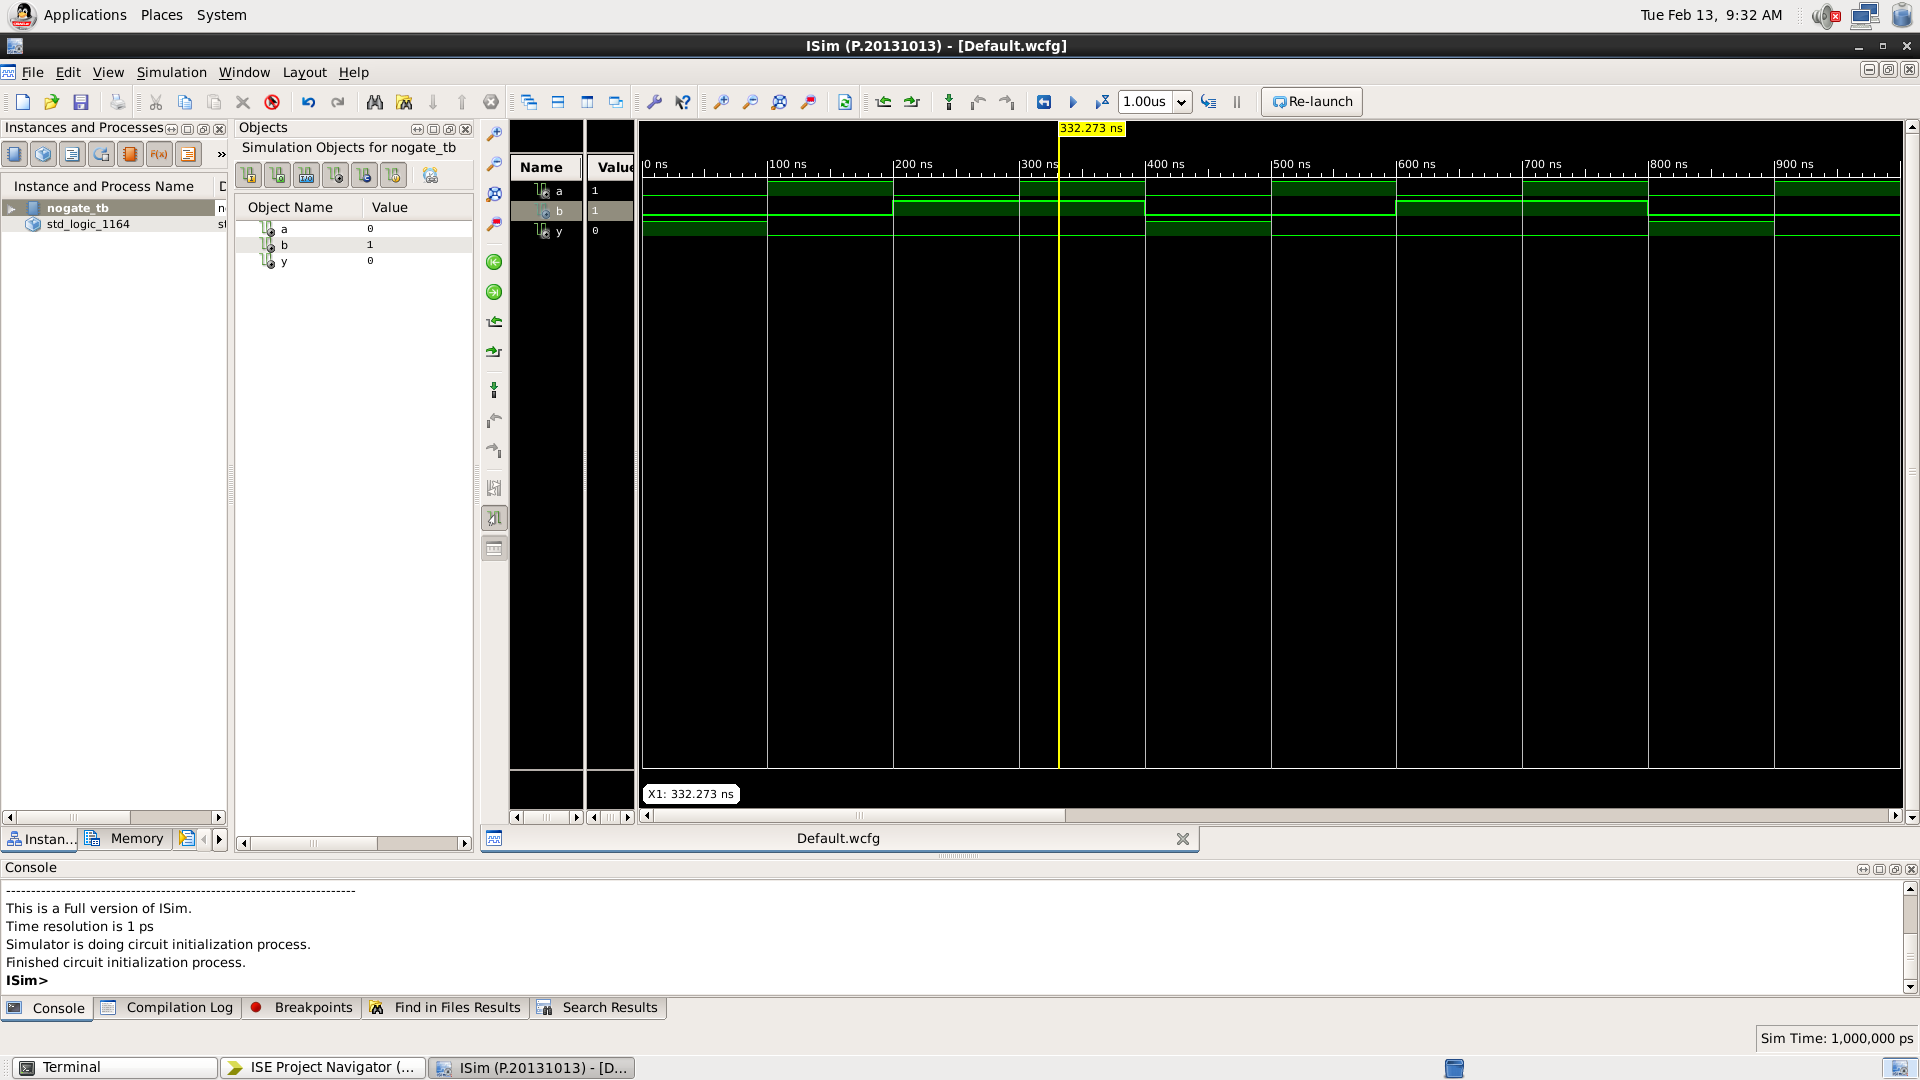 Applications Places System
Tue Feb 13, 9:32 AM
ISim (P.20131013) - [Default.wcfg]
File Edit View Simulation Window Layout Help
1.00us
Re-launch
Instances and Processes
Objects
Simulation Objects for nogate_tb
F(x)
»
Instance and Process Name
nogate_tb
std_logic_1164
Object Name Value
a 0
b 1
y 0
Name Value
a 1
b 1
y 0
332.273 ns
0 ns 100 ns 200 ns 300 ns 400 ns 500 ns 600 ns 700 ns 800 ns 900 ns
X1: 332.273 ns
Instan... Memory
Default.wcfg
Console
------------------------------------------------------------------------
This is a Full version of ISim.
Time resolution is 1 ps
Simulator is doing circuit initialization process.
Finished circuit initialization process.
ISim>
Console Compilation Log Breakpoints Find in Files Results Search Results
Sim Time: 1,000,000 ps
Terminal ISE Project Navigator (... ISim (P.20131013) - [D...